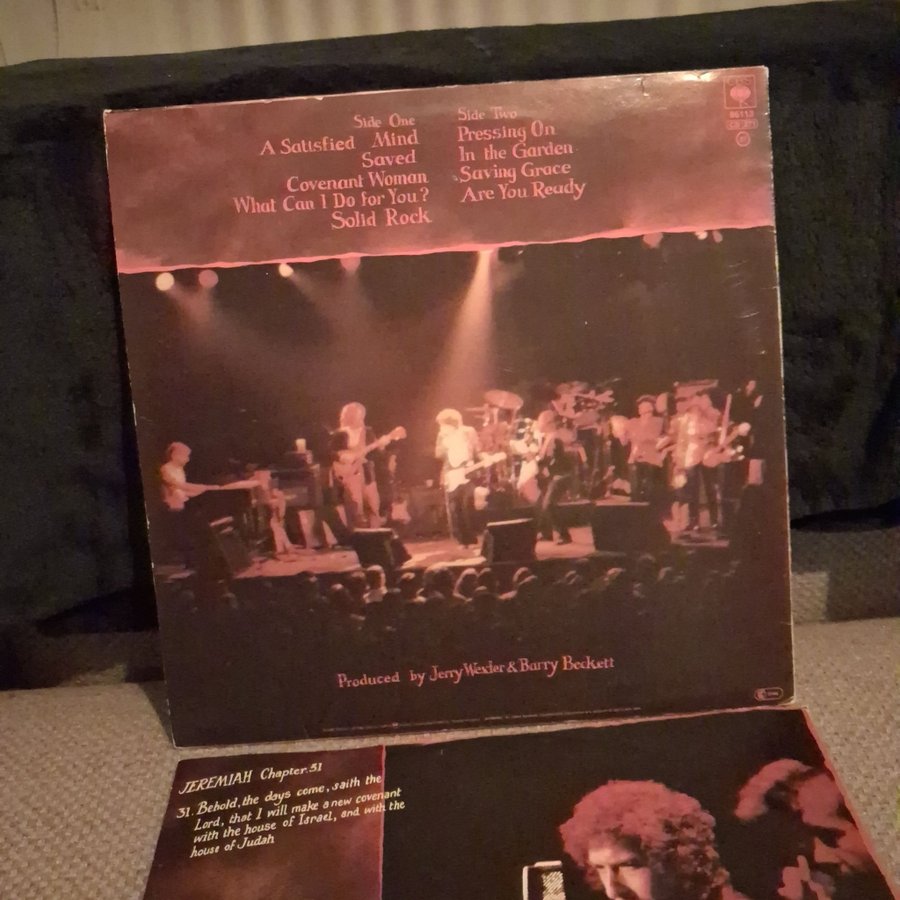 Side One
A Satisfied Mind
Saved
Covenant Woman
What Can I Do for You?
Solid Rock
Side Two
Pressing On
In the Garden
Saving Grace
Are You Ready
CBS
86113
Produced by Jerry Wexler & Barry Beckett
JEREMIAH Chapter.31
31. Behold, the days come, saith the
Lord, that I will make a new covenant
with the house of Israel, and with the
house of Judah